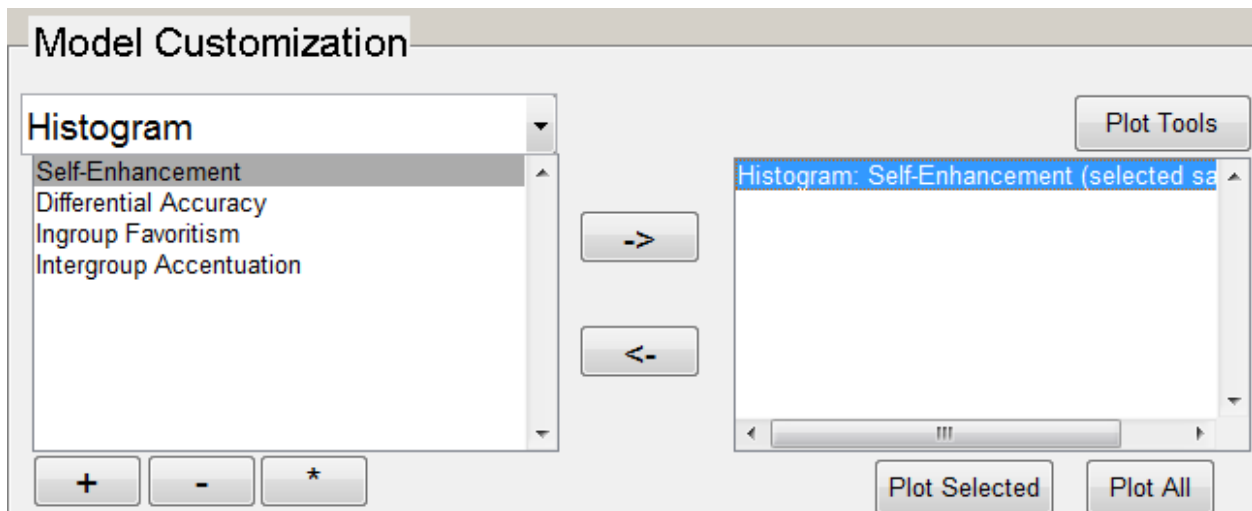 Model Customization
Histogram
Plot Tools
Self-Enhancement
Differential Accuracy
Ingroup Favoritism
Intergroup Accentuation
->
<-
Histogram: Self-Enhancement (selected sa
+
-
*
Plot Selected
Plot All